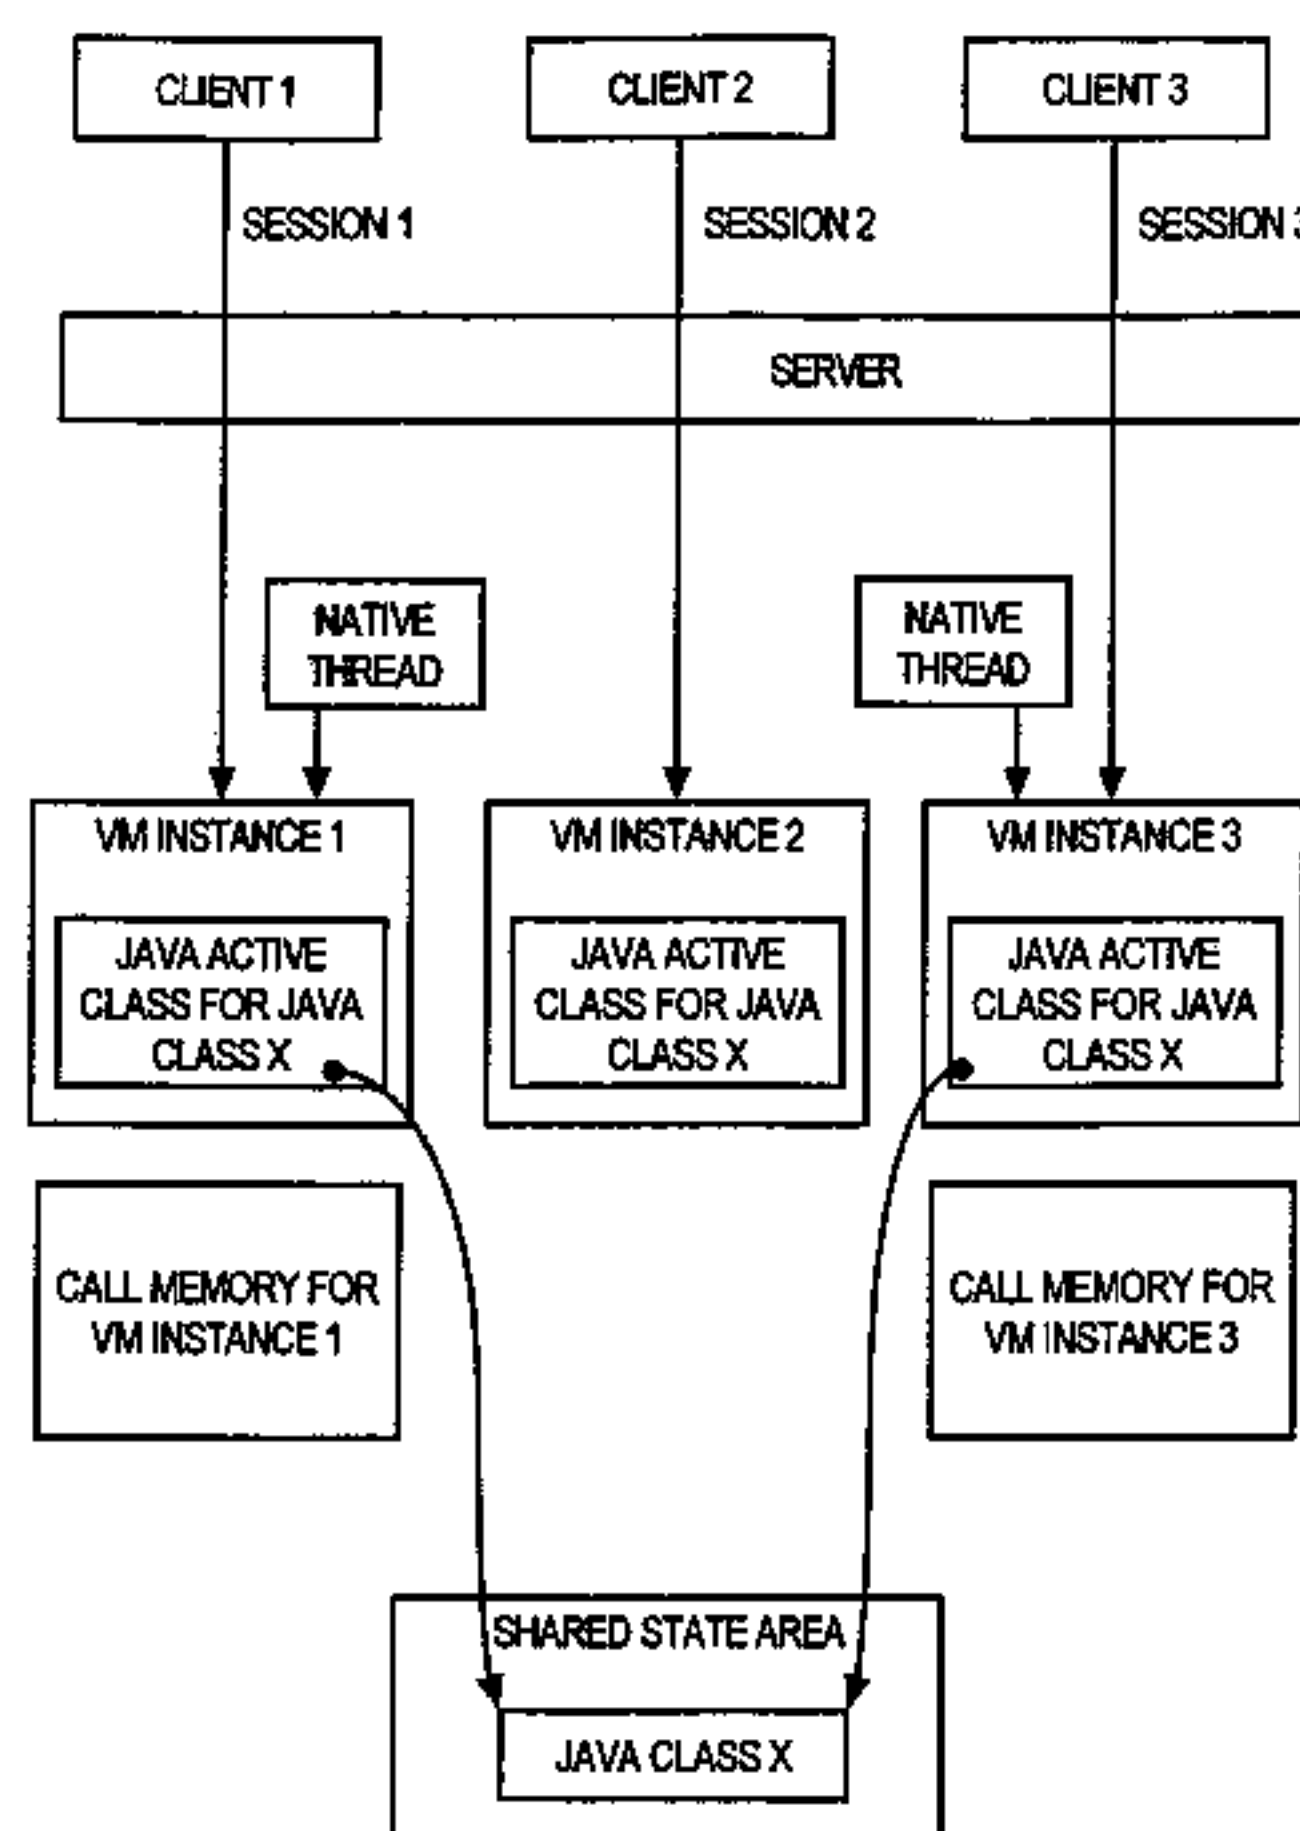 CLIENT 1
CLIENT 2
CLIENT 3
SESSION 1
SESSION 2
SESSION 3
SERVER
NATIVE
THREAD
NATIVE
THREAD
VM INSTANCE 1
JAVA ACTIVE
CLASS FOR JAVA
CLASS X
VM INSTANCE 2
JAVA ACTIVE
CLASS FOR JAVA
CLASS X
VM INSTANCE 3
JAVA ACTIVE
CLASS FOR JAVA
CLASS X
CALL MEMORY FOR
VM INSTANCE 1
CALL MEMORY FOR
VM INSTANCE 3
SHARED STATE AREA
JAVA CLASS X